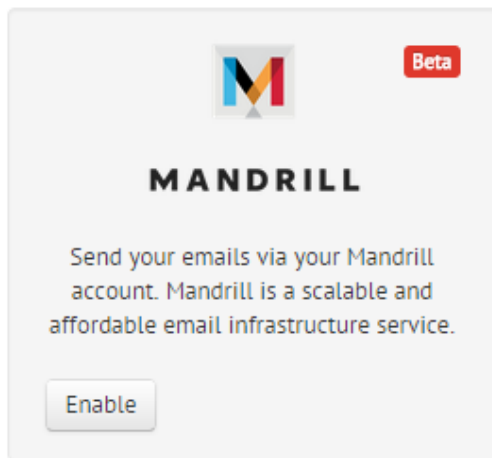 Beta
MANDRILL
Send your emails via your Mandrill
account. Mandrill is a scalable and
affordable email infrastructure service.
Enable